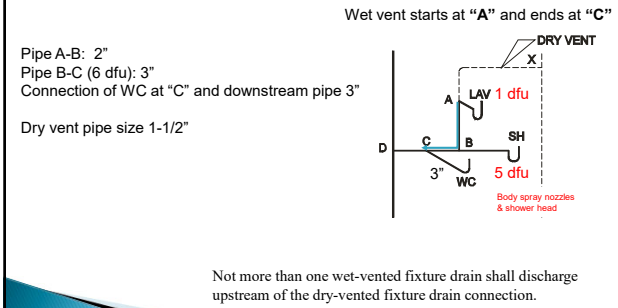 Wet vent starts at “A” and ends at “C”
Pipe A-B: 2”
Pipe B-C (6 dfu): 3”
Connection of WC at “C” and downstream pipe 3”
Dry vent pipe size 1-1/2”
DRY VENT
X
A LAV 1 dfu
D C B SH
3” WC 5 dfu
Body spray nozzles
& shower head
Not more than one wet-vented fixture drain shall discharge
upstream of the dry-vented fixture drain connection.